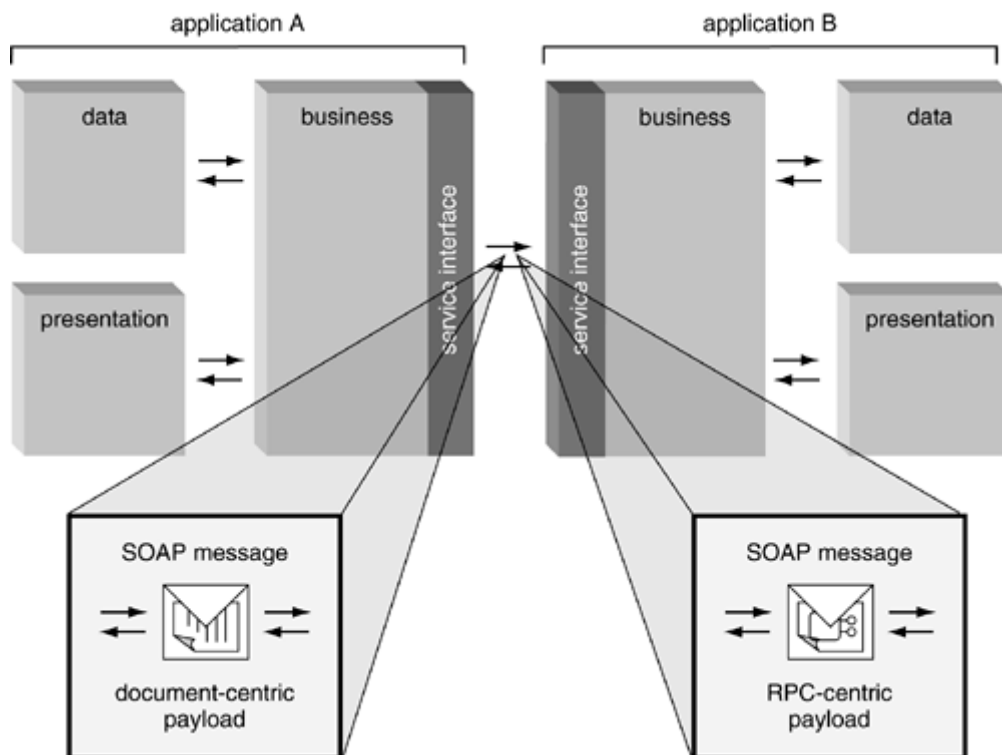 application A
application B
data
business
service interface
service interface
business
data
presentation
presentation
SOAP message
document-centric
payload
SOAP message
RPC-centric
payload